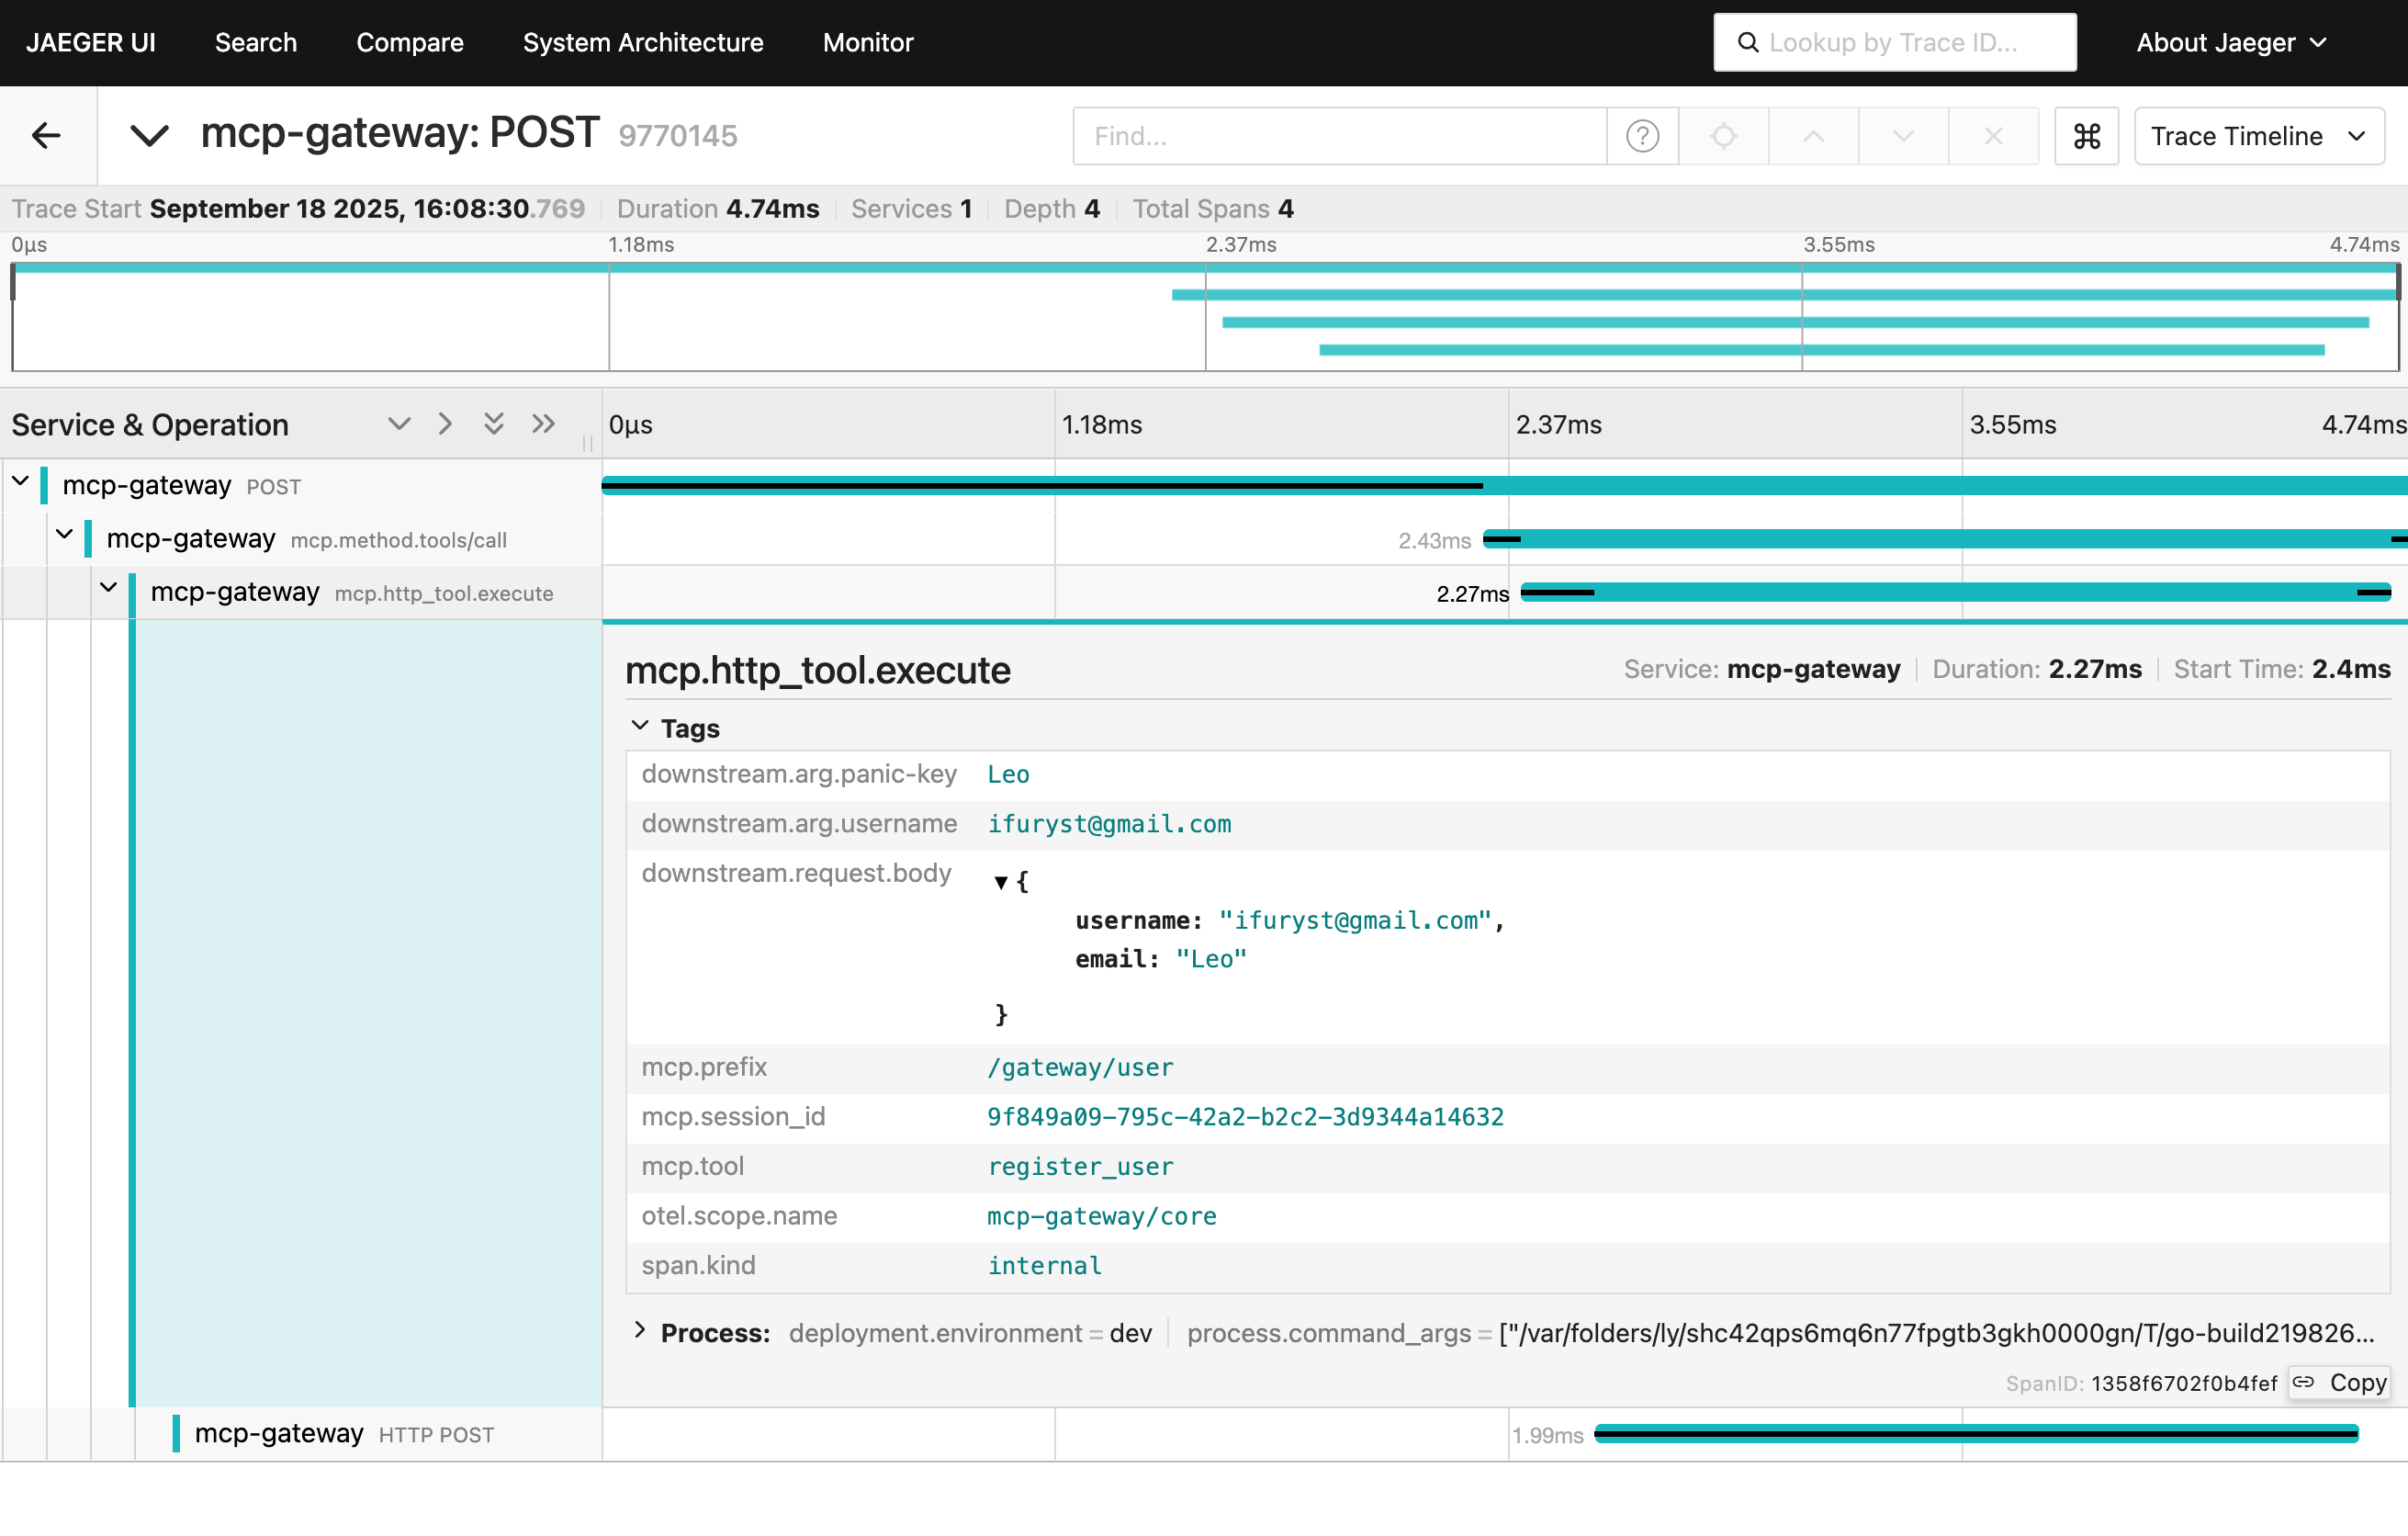 JAEGER UI Search Compare System Architecture Monitor Lookup by Trace ID... About Jaeger
mcp-gateway: POST 9770145 Find... Trace Timeline
Trace Start September 18 2025, 16:08:30.769 Duration 4.74ms Services 1 Depth 4 Total Spans 4
0μs 1.18ms 2.37ms 3.55ms 4.74ms
Service & Operation 0μs 1.18ms 2.37ms 3.55ms 4.74ms
mcp-gateway POST
mcp-gateway mcp.method.tools/call 2.43ms
mcp-gateway mcp.http_tool.execute 2.27ms
mcp.http_tool.execute Service: mcp-gateway Duration: 2.27ms Start Time: 2.4ms
Tags
downstream.arg.panic-key Leo
downstream.arg.username ifuryst@gmail.com
downstream.request.body {
username: "ifuryst@gmail.com",
email: "Leo"
}
mcp.prefix /gateway/user
mcp.session_id 9f849a09-795c-42a2-b2c2-3d9344a14632
mcp.tool register_user
otel.scope.name mcp-gateway/core
span.kind internal
Process: deployment.environment = dev process.command_args = ["/var/folders/ly/shc42qps6mq6n77fpgtb3gkh0000gn/T/go-build219826...
SpanID: 1358f6702f0b4fef Copy
mcp-gateway HTTP POST 1.99ms